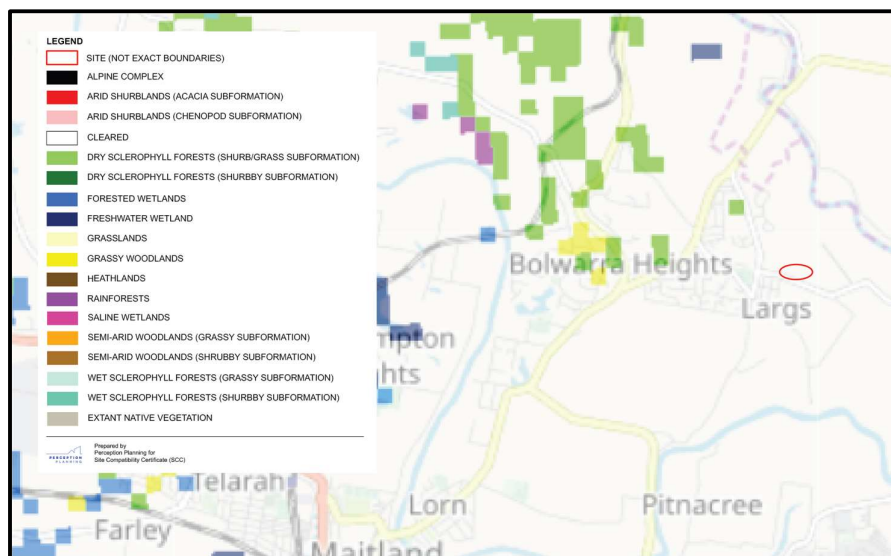 LEGEND
SITE (NOT EXACT BOUNDARIES)
ALPINE COMPLEX
ARID SHURBLANDS (ACACIA SUBFORMATION)
ARID SHURBLANDS (CHENOPOD SUBFORMATION)
CLEARED
DRY SCLEROPHYLL FORESTS (SHURB/GRASS SUBFORMATION)
DRY SCLEROPHYLL FORESTS (SHURBBY SUBFORMATION)
FORESTED WETLANDS
FRESHWATER WETLAND
GRASSLANDS
GRASSY WOODLANDS
HEATHLANDS
RAINFORESTS
SALINE WETLANDS
SEMI-ARID WOODLANDS (GRASSY SUBFORMATION)
SEMI-ARID WOODLANDS (SHRUBBY SUBFORMATION)
WET SCLEROPHYLL FORESTS (GRASSY SUBFORMATION)
WET SCLEROPHYLL FORESTS (SHURBBY SUBFORMATION)
EXTANT NATIVE VEGETATION
PERCEPTION
PLANNING
Prepared by
Perception Planning for
Site Compatibility Certificate (SCC)
Bolwarra Heights
Largs
mpton
hts
Telarah
Lorn
Pitnacree
Farley
Maitland